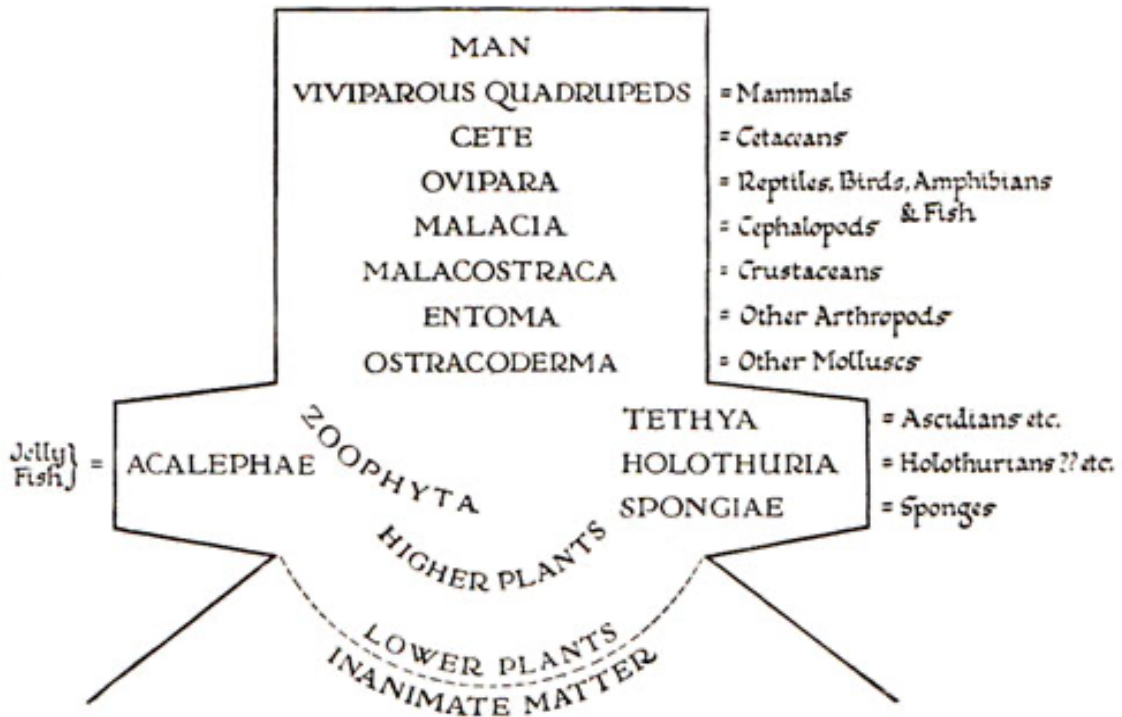 MAN
VIVIPAROUS QUADRUPEDS = Mammals
CETE = Cetaceans
OVIPARA = Reptiles, Birds, Amphibians
& Fish
MALACIA = Cephalopods
MALACOSTRACA = Crustaceans
ENTOMA = Other Arthropods
OSTRACODERMA = Other Molluscs
ZOOPHYTA
TETHYA = Ascidians etc.
Jelly
Fish } = ACALEPHAE
HOLOTHURIA = Holothurians ?? etc.
SPONGIAE = Sponges
HIGHER PLANTS
LOWER PLANTS
INANIMATE MATTER